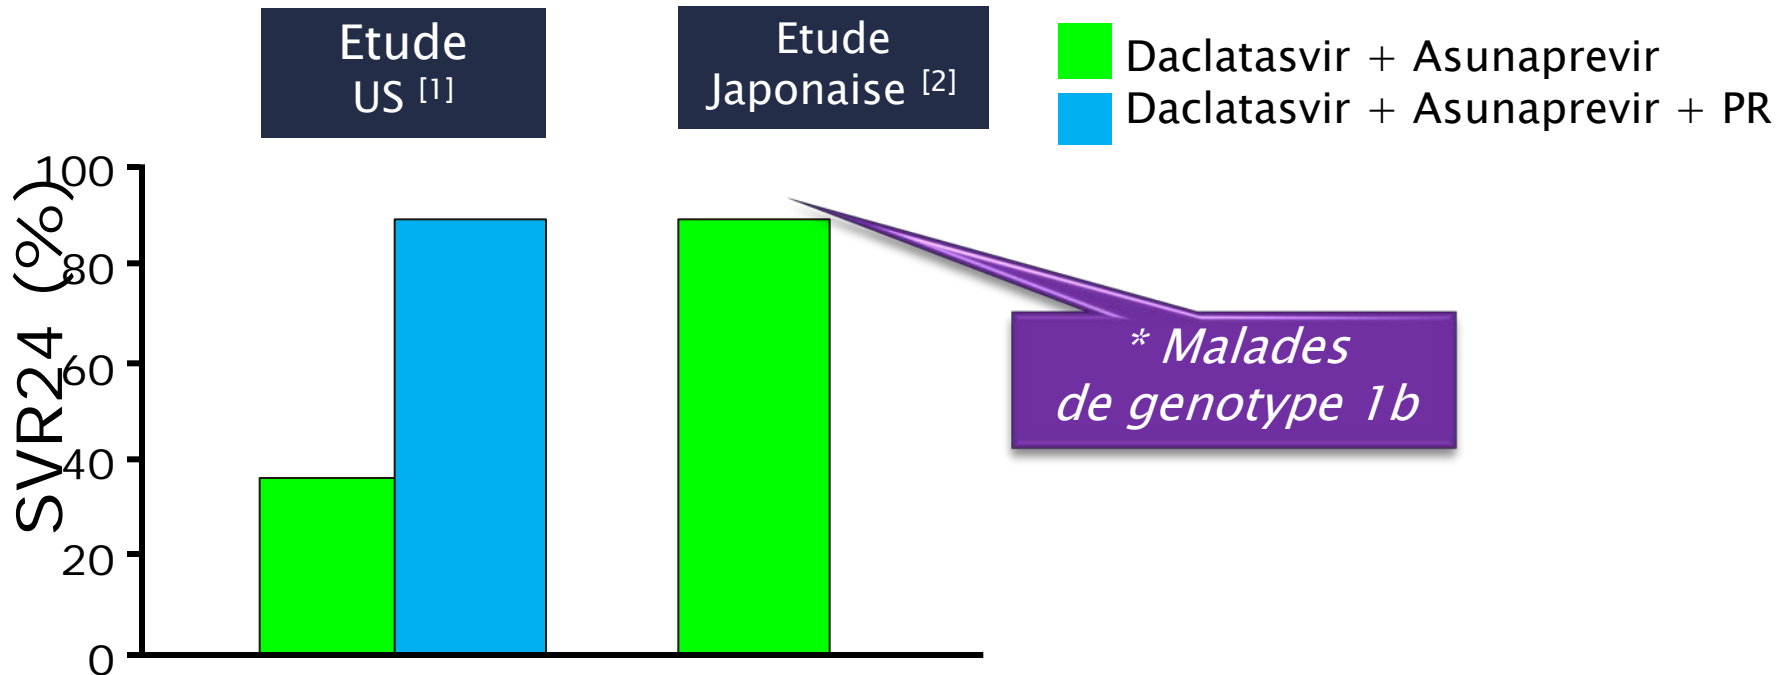 Etude
US [1]
Etude
Japonaise [2]
Daclatasvir + Asunaprevir
Daclatasvir + Asunaprevir + PR
SVR24 (%)
100
80
60
40
20
0
* Malades
de genotype 1b